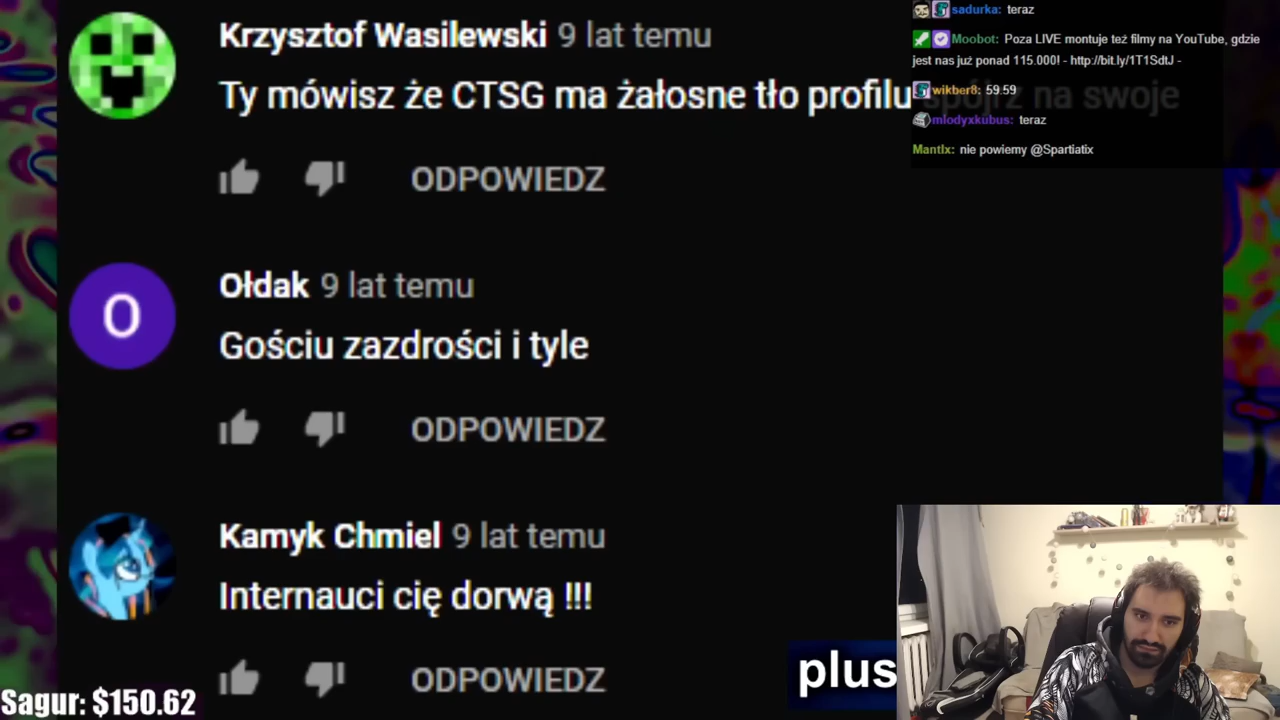 Krzysztof Wasilewski 9 lat temu
Ty mówisz że CTSG ma żałosne tło profilu spójrz na swoje
ODPOWIEDZ
Ołdak 9 lat temu
O
Gościu zazdrości i tyle
ODPOWIEDZ
Kamyk Chmiel 9 lat temu
Internauci cię dorwą !!!
ODPOWIEDZ
plus
Sagur: $150.62
sadurka: teraz
Moobot: Poza LIVE montuje też filmy na YouTube, gdzie
jest nas już ponad 115.000! - http://bit.ly/1T1SdtJ -
wikber8: 59.59
mlodyxkubus: teraz
Mantlx: nie powiemy @Spartiatix